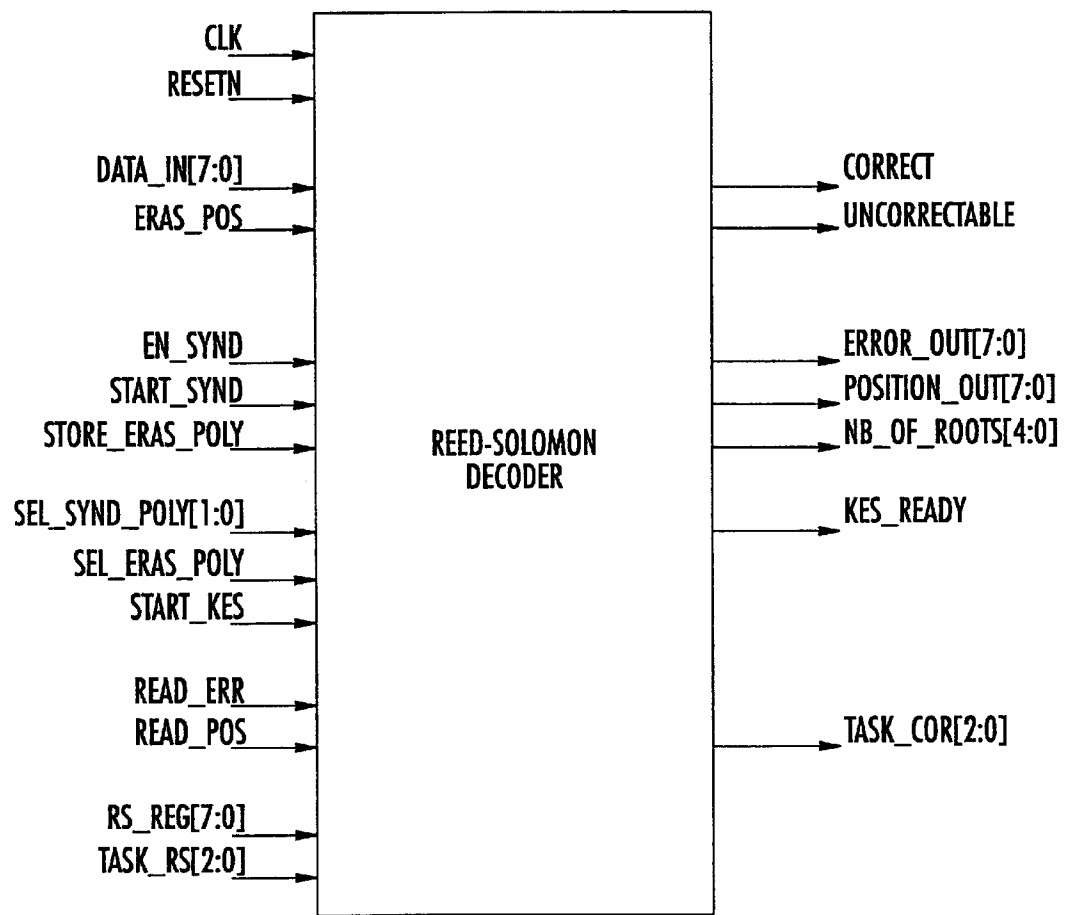 CLK
RESETN
DATA_IN[7:0]
ERAS_POS
EN_SYND
START_SYND
STORE_ERAS_POLY
SEL_SYND_POLY[1:0]
SEL_ERAS_POLY
START_KES
READ_ERR
READ_POS
RS_REG[7:0]
TASK_RS[2:0]
REED-SOLOMON
DECODER
CORRECT
UNCORRECTABLE
ERROR_OUT[7:0]
POSITION_OUT[7:0]
NB_OF_ROOTS[4:0]
KES_READY
TASK_COR[2:0]